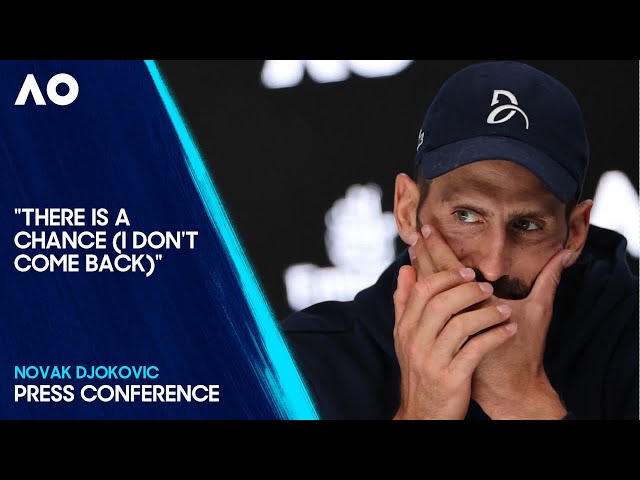 AO
"THERE IS A
CHANCE (I DON'T
COME BACK)"
NOVAK DJOKOVIC
PRESS CONFERENCE